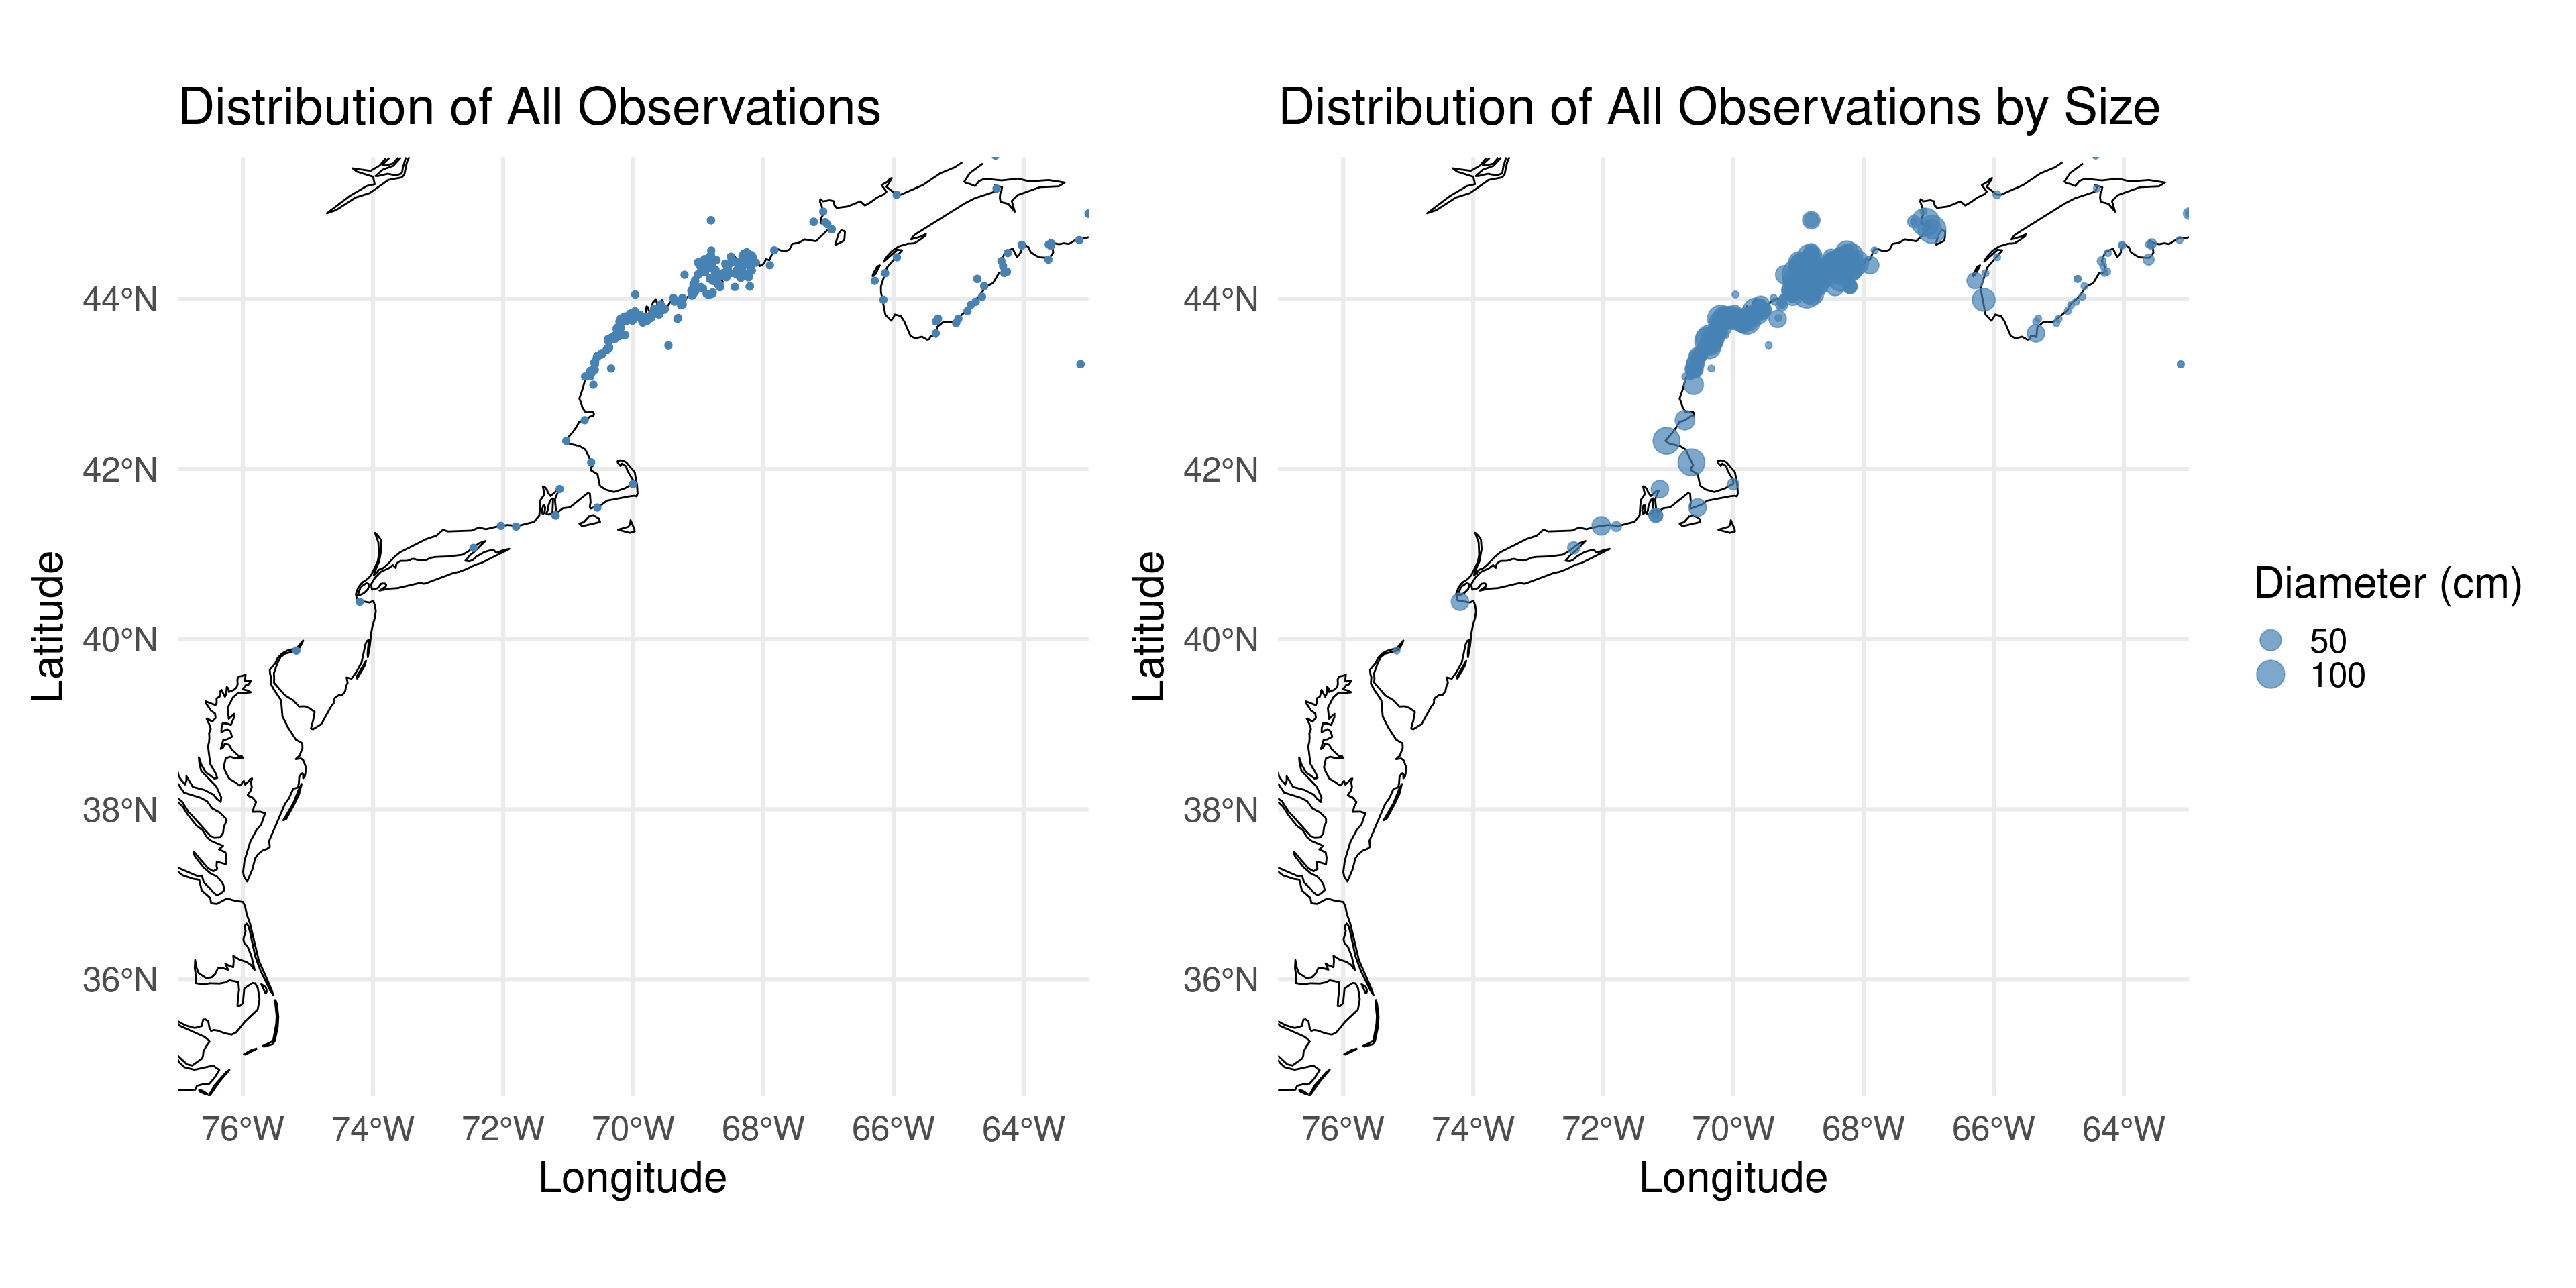 Distribution of All Observations
Latitude
44°N
42°N
40°N
38°N
36°N
76°W 74°W 72°W 70°W 68°W 66°W 64°W
Longitude
Distribution of All Observations by Size
Latitude
44°N
42°N
40°N
38°N
36°N
76°W 74°W 72°W 70°W 68°W 66°W 64°W
Longitude
Diameter (cm)
50
100